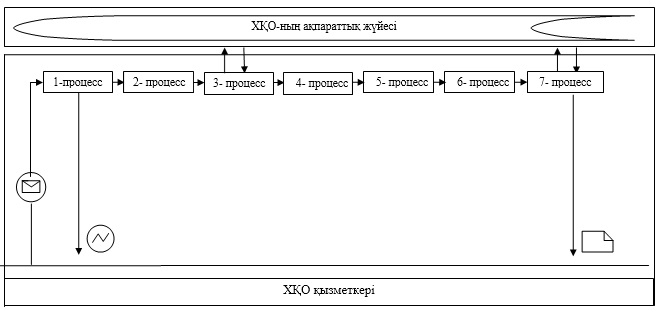 ХҚО-ның ақпараттық жүйесі
1-процесс
2- процесс
3- процесс
4- процесс
5- процесс
6- процесс
7- процесс
ХҚО қызметкері